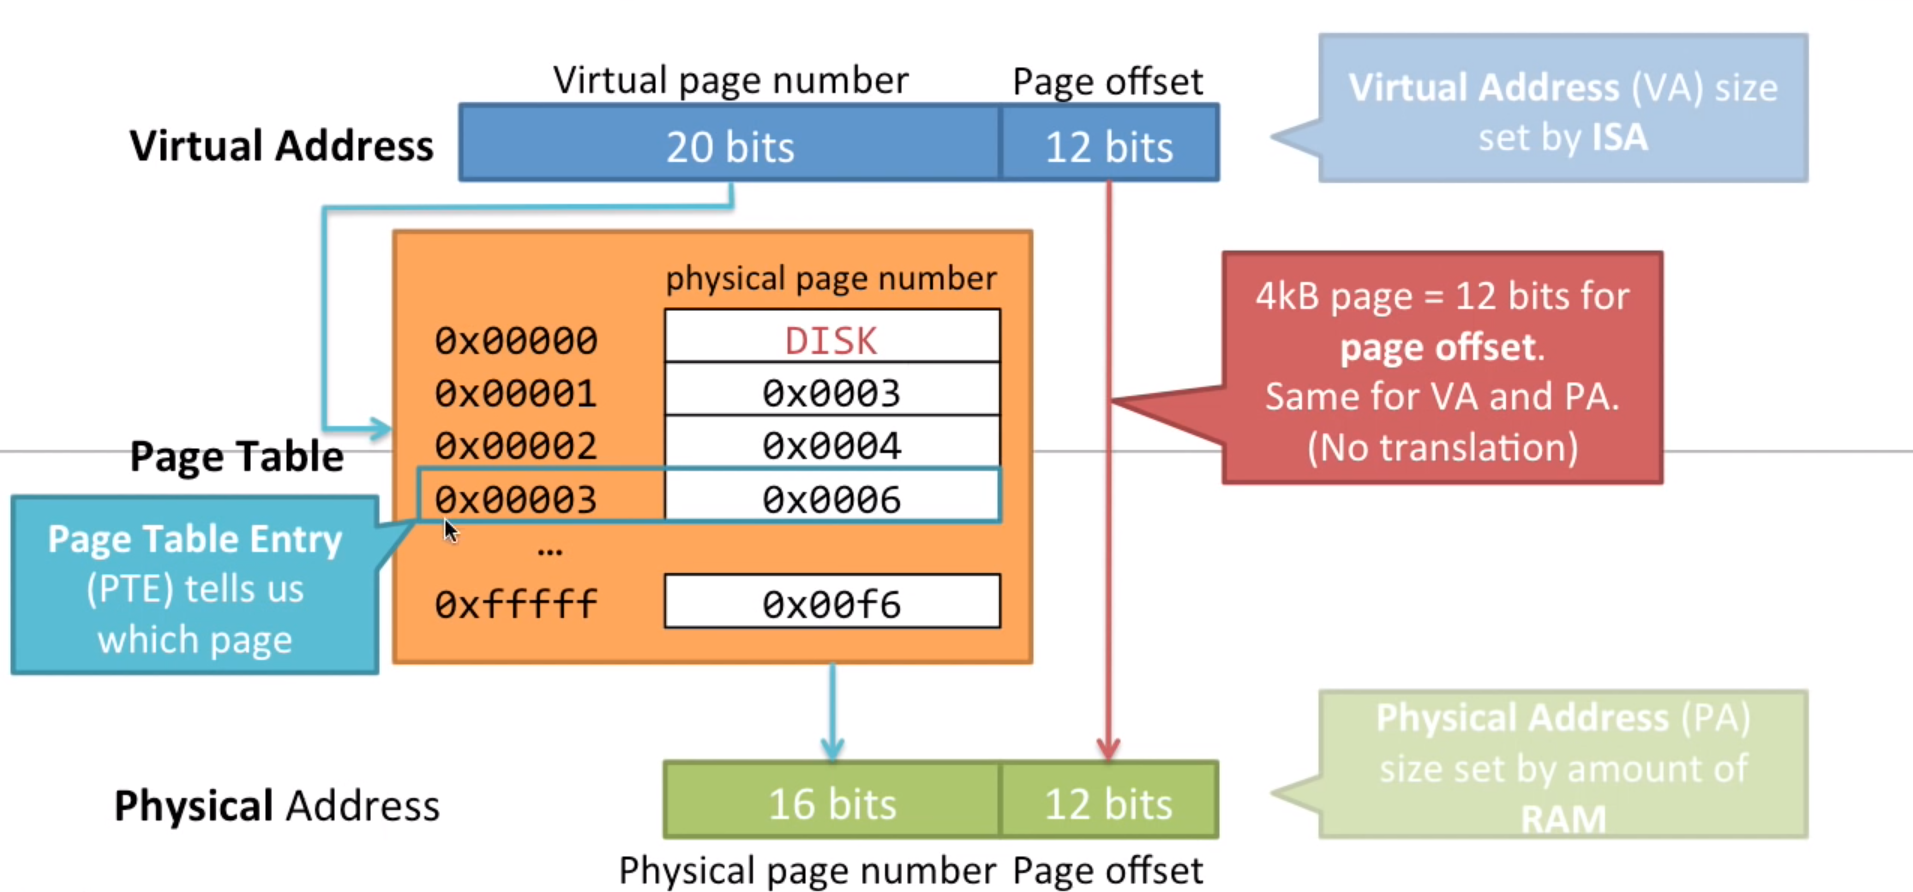 Virtual page number
Page offset
Virtual Address
20 bits
12 bits
Virtual Address (VA) size
set by ISA
physical page number
0x00000
DISK
0x00001
0x0003
0x00002
0x0004
0x00003
0x0006
...
0xfffff
0x00f6
Page Table
Page Table Entry
(PTE) tells us
which page
4kB page = 12 bits for
page offset.
Same for VA and PA.
(No translation)
Physical Address
16 bits
12 bits
Physical page number
Page offset
Physical Address (PA)
size set by amount of
RAM